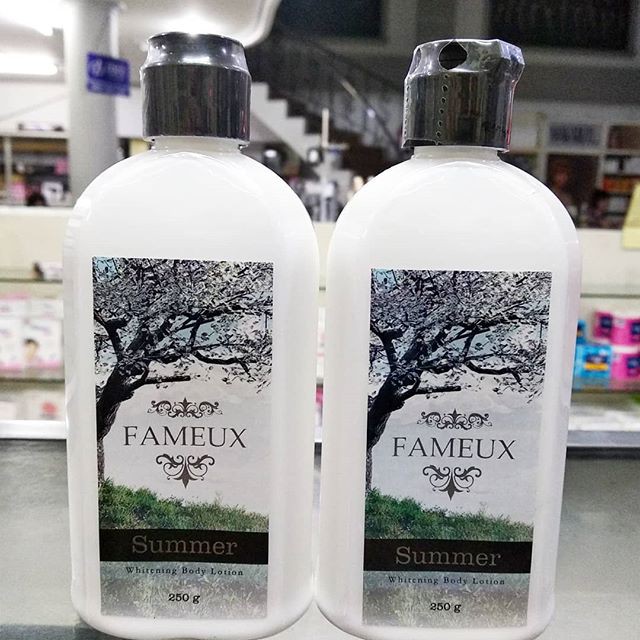 FAMEUX
Summer
Whitening Body Lotion
250 g
FAMEUX
Summer
Whitening Body Lotion
250 g